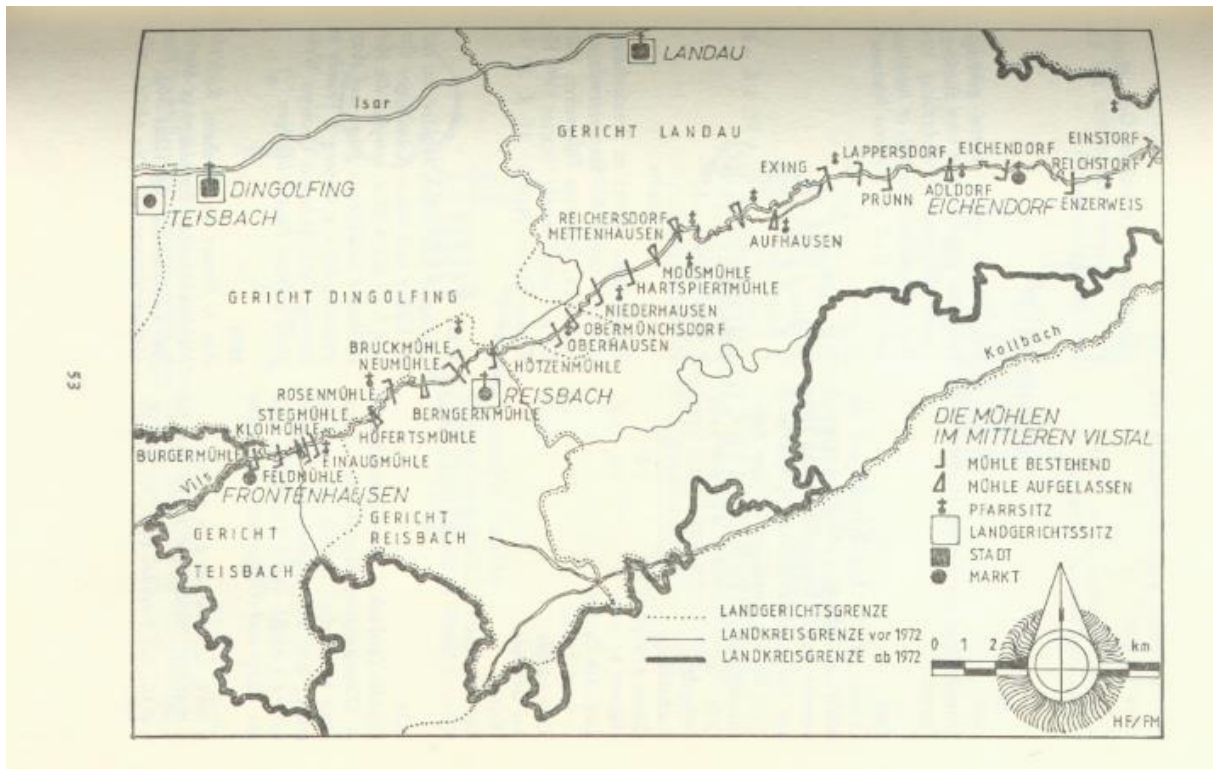 LANDAU
Isar
GERICHT LANDAU
EINSTORF
LAPPERSDORF
EICHENDORF
EXING
REICHSTORF
DINGOLFING
PRÜNN
ADLDORF
EICHENDORF
ENZERWEIS
TEISBACH
REICHERSDORF
METTENHAUSEN
AUFHAUSEN
MOOSMÜHLE
HARTSPIERTMÜHLE
GERICHT DINGOLFING
NIEDERHAUSEN
OBERMÜNCHSDORF
OBERHAUSEN
Kollbach
BRUCKMÜHLE
NEUMÜHLE
HÖTZENMÜHLE
53
ROSENMÜHLE
REISBACH
STEGMÜHLE
BERNGERNMÜHLE
KLOIMÜHLE
HÖFERTSMÜHLE
BURGERMÜHLE
EINAUGMÜHLE
FELDMÜHLE
Vils
FRONTENHAUSEN
GERICHT
TEISBACH
GERICHT
REISBACH
DIE MÜHLEN
IM MITTLEREN VILSTAL
MÜHLE BESTEHEND
MÜHLE AUFGELASSEN
PFARRSITZ
LANDGERICHTSSITZ
STADT
MARKT
LANDGERICHTSGRENZE
LANDKREISGRENZE vor 1972
LANDKREISGRENZE ab 1972
0 1 2 km
HF/FM